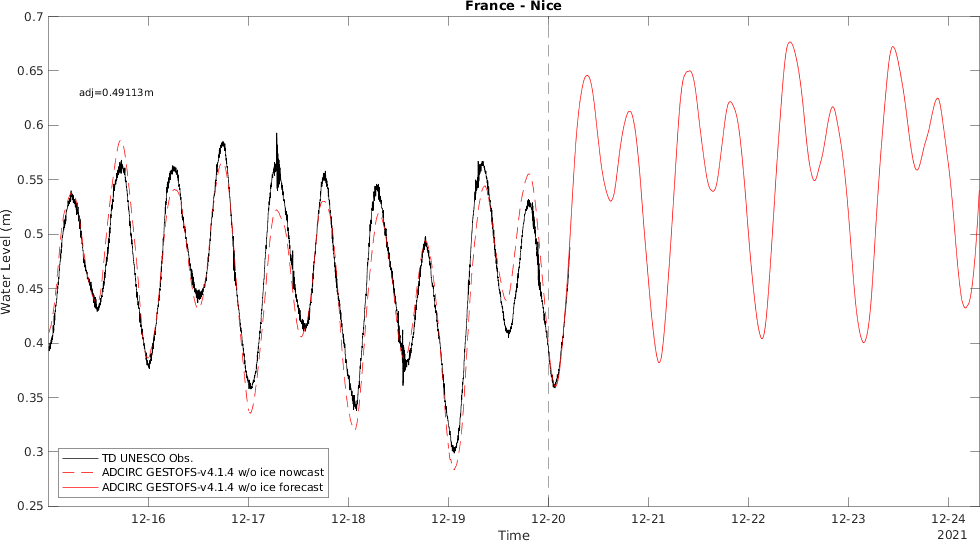 France - Nice
0.7
0.65
0.6
0.55
0.5
0.45
0.4
0.35
0.3
0.25
Water Level (m)
adj=0.49113m
TD UNESCO Obs.
ADCIRC GESTOFS-v4.1.4 w/o ice nowcast
ADCIRC GESTOFS-v4.1.4 w/o ice forecast
12-16 12-17 12-18 12-19 12-20 12-21 12-22 12-23 12-24
2021
Time